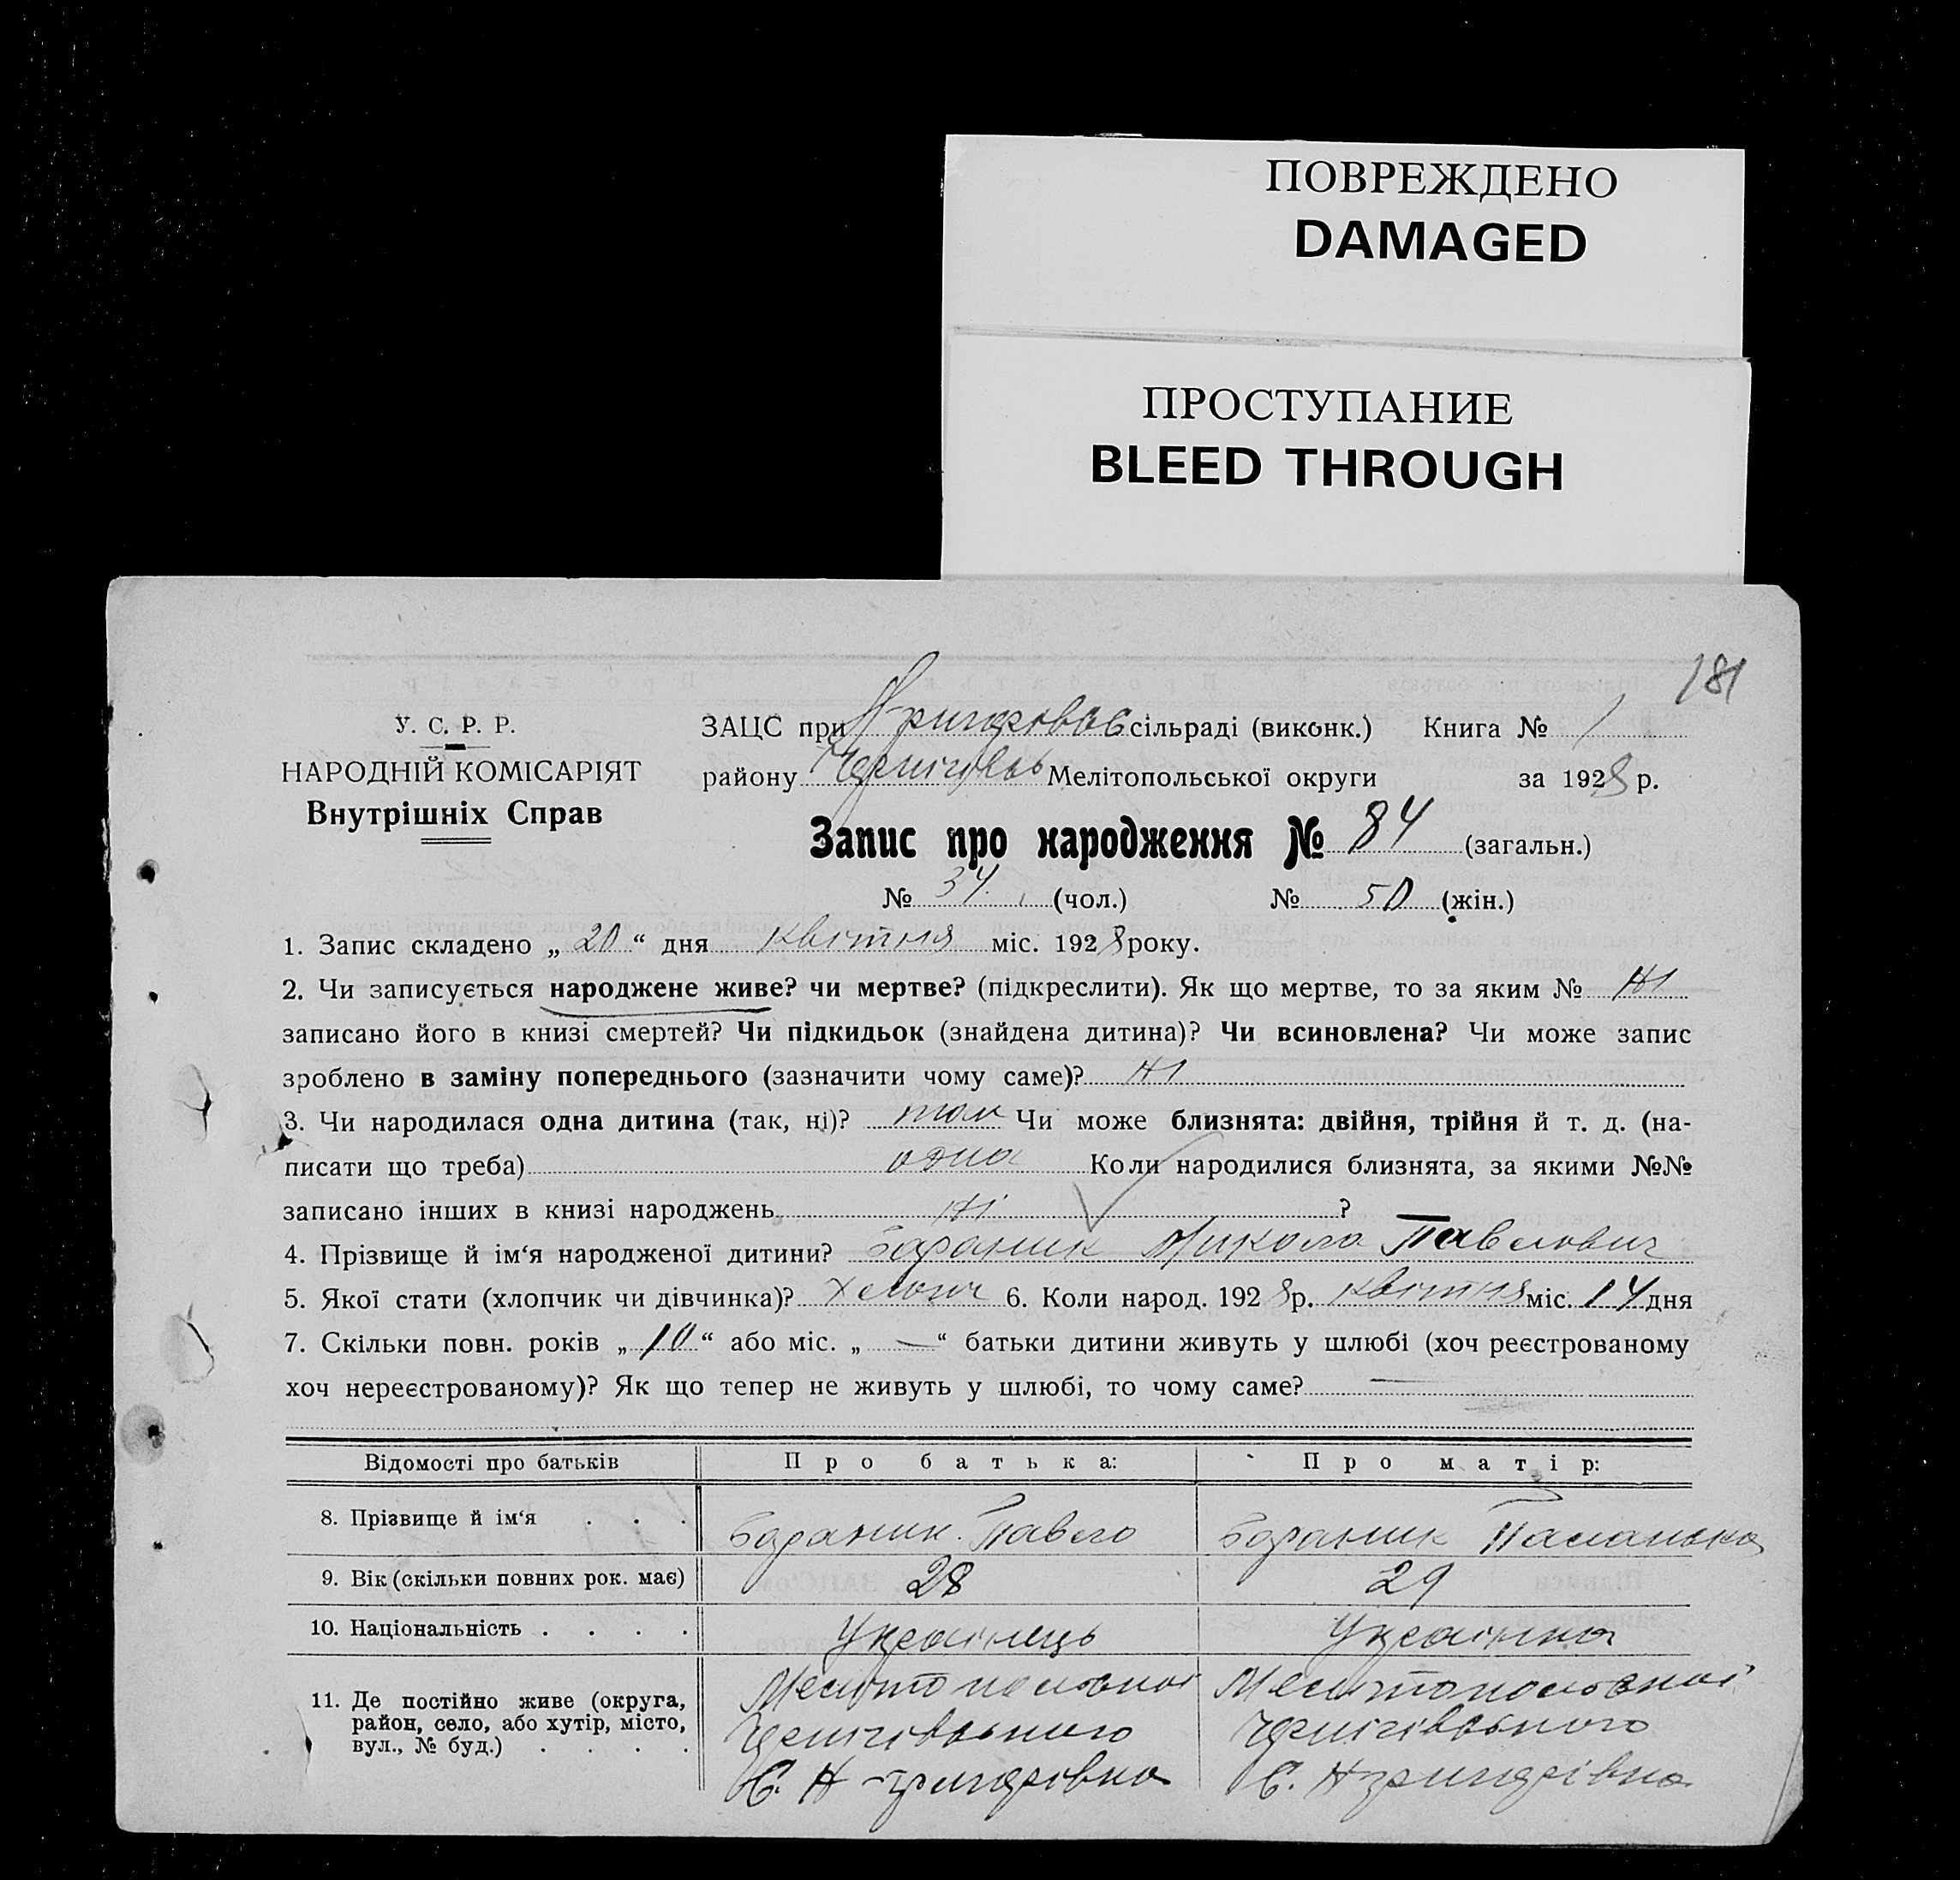 ПОВРЕЖДЕНО
DAMAGED
ПРОСТУПАНИЕ
BLEED THROUGH
181
У. С. Р. Р.
НАРОДНІЙ КОМІСАРІЯТ
Внутрішніх Справ
ЗАЦС при сільраді (виконк.) Книга № 1
району Чернігівсь Мелітопольської округи за 1928 р.
Запис про народження № 84 (загальн.)
№ 34 (чол.) № 50 (жін.)
1. Запис складено „ 20 “ дня квітня міс. 1928 року.
2. Чи записується народжене живе? чи мертве? (підкреслити). Як що мертве, то за яким № Ні
записано його в книзі смертей? Чи підкидьок (знайдена дитина)? Чи всиновлена? Чи може запис
зроблено в заміну попереднього (зазначити чому саме)? Ні
3. Чи народилася одна дитина (так, ні)? так Чи може близнята: двійня, трійня й т. д. (на-
писати що треба) одна Коли народилися близнята, за якими №№
записано інших в книзі народжень Ні ?
4. Прізвище й ім‘я народженої дитини? Бараник Микола Павлович
5. Якої стати (хлопчик чи дівчинка)? 6. Коли народ. 1928 р. квітня міс. 14 дня
7. Скільки повн. років „ 10 “ або міс. „ — “ батьки дитини живуть у шлюбі (хоч реєстрованому
хоч нереєстрованому)? Як що тепер не живуть у шлюбі, то чому саме? —
Відомості про батьків Про батька: Про матір:
8. Прізвище й ім‘я . . . Бараник Павло Бараник Паланька
9. Вік (скільки повних рок. має) 28 29
10. Національність . . . . Українець Українка
11. Де постійно живе (округа, район, село, або хутір, місто, вул., № буд.) . . . .
Мелітопольської Мелітопольської
Чернігівського Чернігівського
С. С.